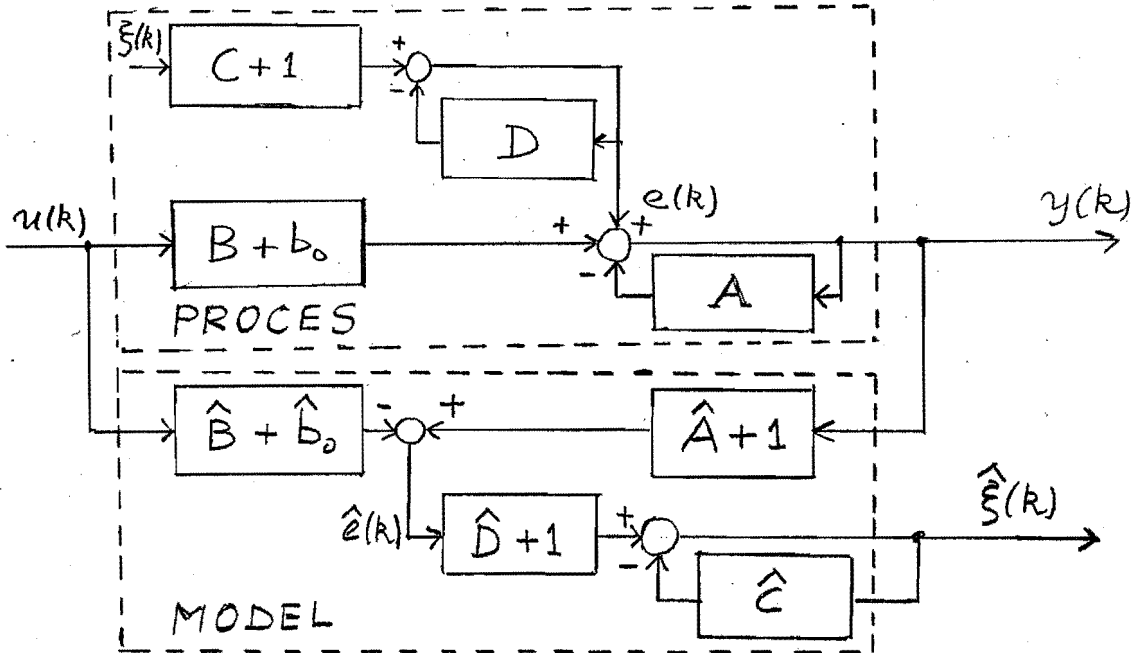 ξ(k)
C+1
+
-
D
e(k)
u(k)
y(k)
B+b₀
+
+
-
A
PROCES
B̂+b̂₀
-
+
Â+1
ê(k)
D̂+1
+
-
ξ̂(k)
Ĉ
MODEL